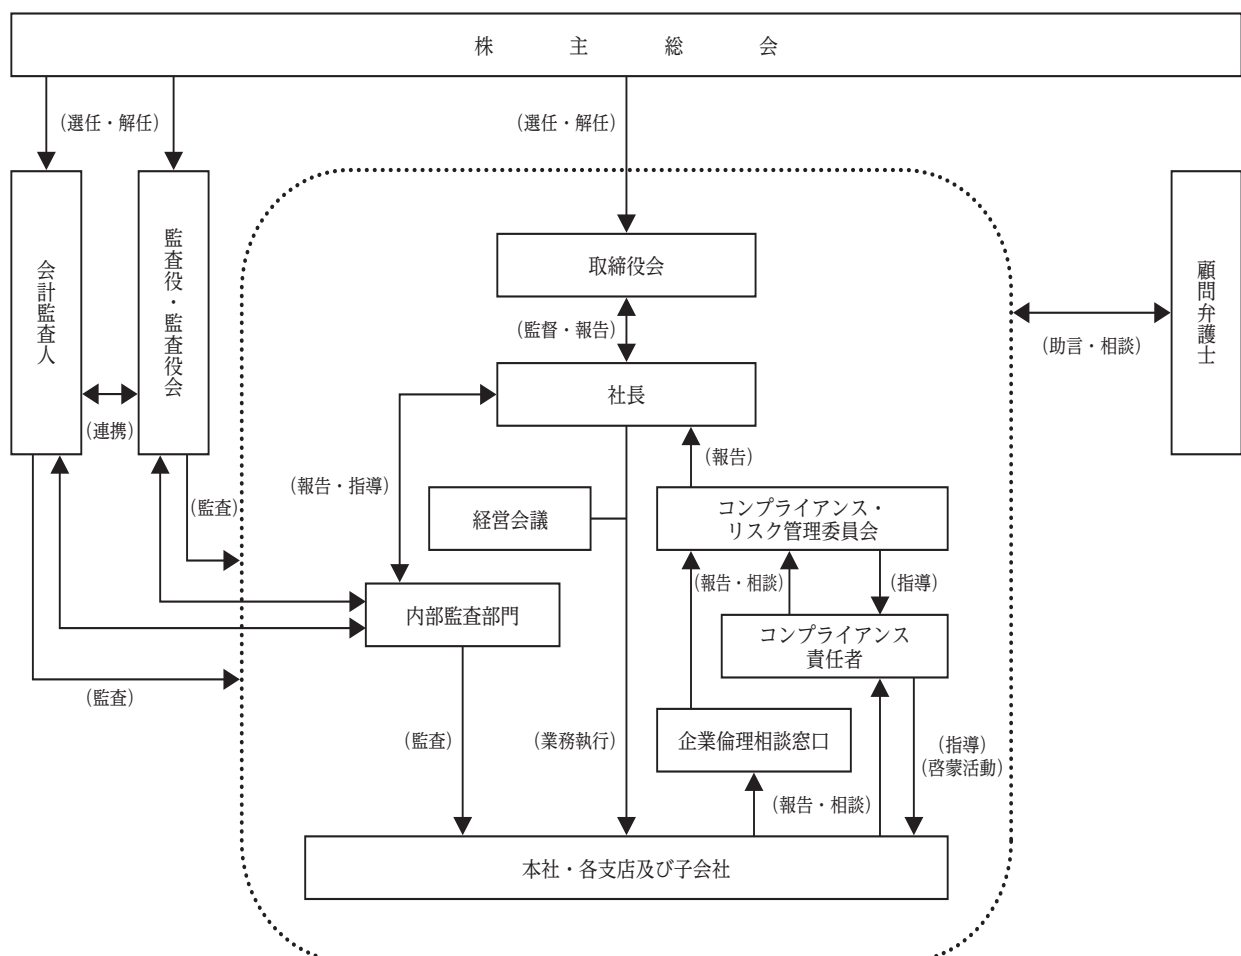 株主総会
（選任・解任）
（選任・解任）
会計監査人
監査役・監査役会
顧問弁護士
取締役会
（監督・報告）
（助言・相談）
社長
（連携）
（報告）
（報告・指導）
（監査）
経営会議
コンプライアンス・
リスク管理委員会
（報告・相談）
（指導）
内部監査部門
コンプライアンス
責任者
（監査）
（監査）
（業務執行）
企業倫理相談窓口
（指導）
（啓蒙活動）
（報告・相談）
本社・各支店及び子会社